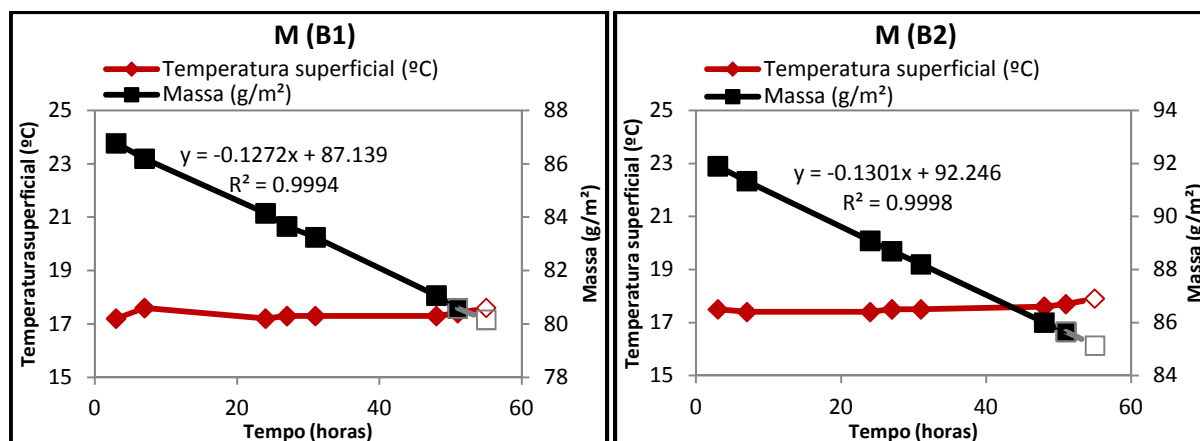 M (B1)
Temperatura superficial (ºC)
Massa (g/m²)
25
23
21
19
17
15
88
86
84
82
80
78
y = -0.1272x + 87.139
R² = 0.9994
0
20
40
60
Temperaturasuperficial (ºC)
Massa (g/m²)
Tempo (horas)
M (B2)
Temperatura superficial (ºC)
Massa (g/m²)
25
23
21
19
17
15
94
92
90
88
86
84
y = -0.1301x + 92.246
R² = 0.9998
0
20
40
60
Temperatura superficial (ºC)
Massa (g/m²)
Tempo (horas)